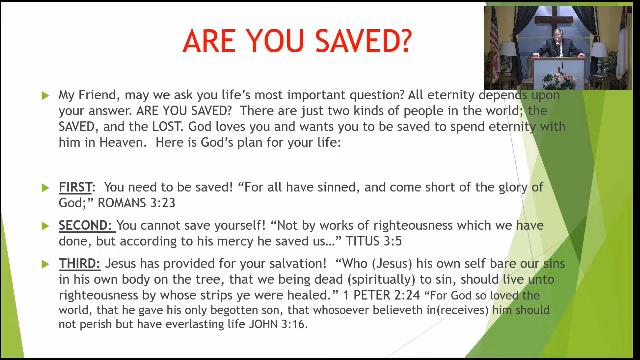 ARE YOU SAVED?
My Friend, may we ask you life's most important question? All eternity depends upon
your answer. ARE YOU SAVED? There are just two kinds of people in the world; the
SAVED, and the LOST. God loves you and wants you to be saved to spend eternity with
him in Heaven. Here is God's plan for your life:
FIRST: You need to be saved! "For all have sinned, and come short of the glory of
God;" ROMANS 3:23
SECOND: You cannot save yourself! "Not by works of righteousness which we have
done, but according to his mercy he saved us…" TITUS 3:5
THIRD: Jesus has provided for your salvation! "Who (Jesus) his own self bare our sins
in his own body on the tree, that we being dead (spiritually) to sin, should live unto
righteousness by whose strips ye were healed." 1 PETER 2:24 "For God so loved the
world, that he gave his only begotten son, that whosoever believeth in(receives) him should
not perish but have everlasting life JOHN 3:16.